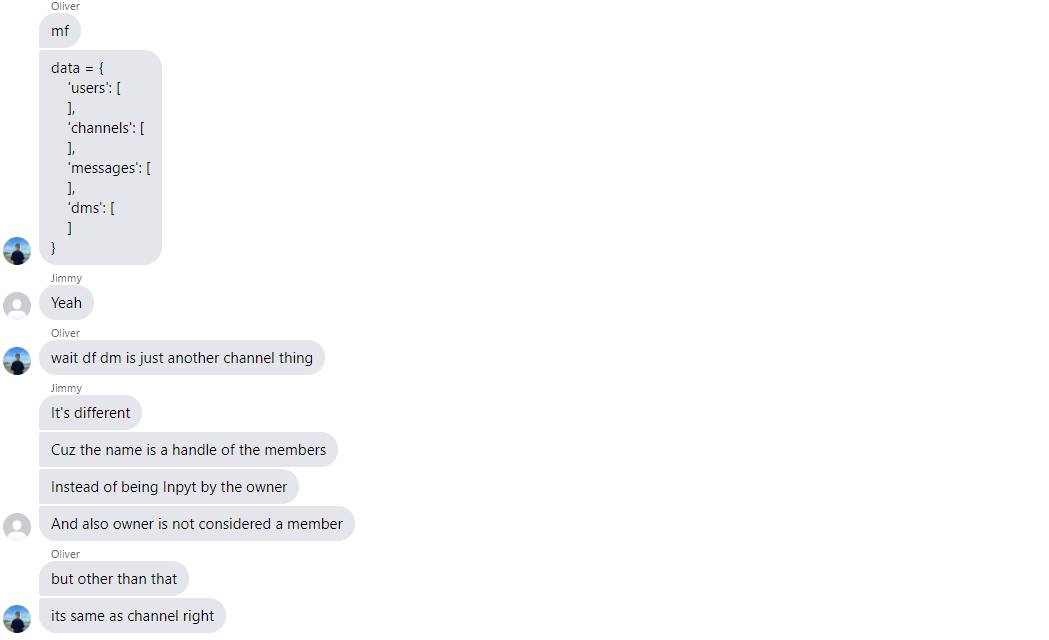 Oliver
mf
data = {
'users': [
],
'channels': [
],
'messages': [
],
'dms': [
]
}
Jimmy
Yeah
Oliver
wait df dm is just another channel thing
Jimmy
It's different
Cuz the name is a handle of the members
Instead of being Inpyt by the owner
And also owner is not considered a member
Oliver
but other than that
its same as channel right